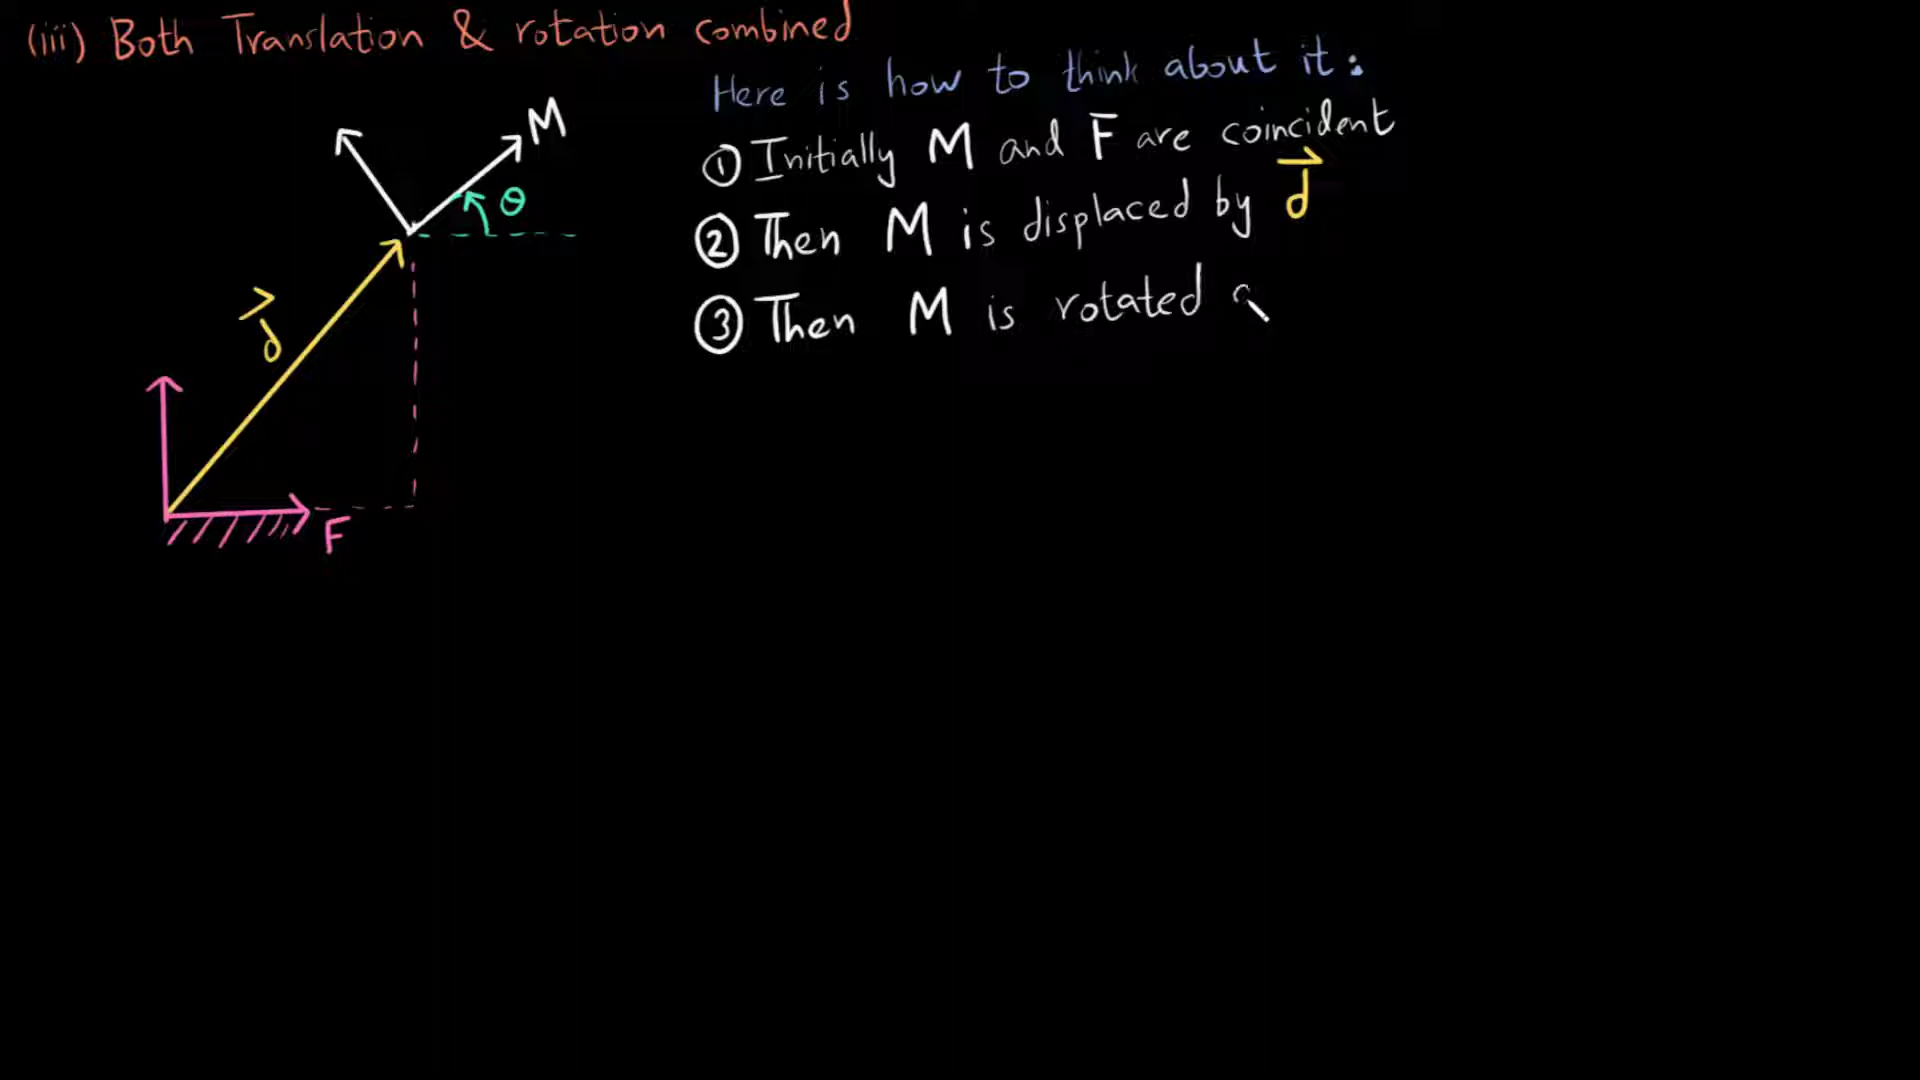 (iii) Both Translation & rotation combined
Here is how to think about it:
① Initially M and F are coincident
② Then M is displaced by d
③ Then M is rotated a
M
θ
d
F